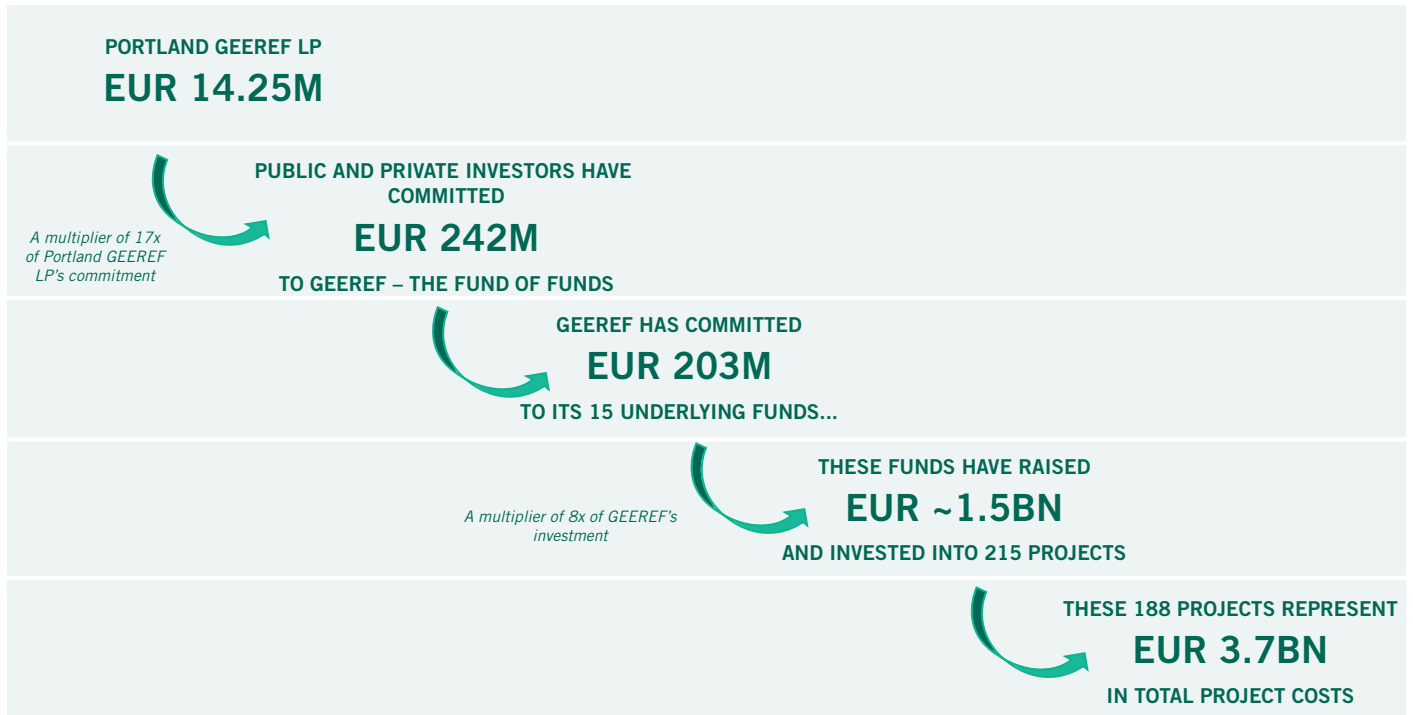 PORTLAND GEEREF LP
EUR 14.25M
PUBLIC AND PRIVATE INVESTORS HAVE
COMMITTED
EUR 242M
TO GEEREF – THE FUND OF FUNDS
A multiplier of 17x
of Portland GEEREF
LP's commitment
GEEREF HAS COMMITTED
EUR 203M
TO ITS 15 UNDERLYING FUNDS...
THESE FUNDS HAVE RAISED
EUR ~1.5BN
AND INVESTED INTO 215 PROJECTS
A multiplier of 8x of GEEREF's
investment
THESE 188 PROJECTS REPRESENT
EUR 3.7BN
IN TOTAL PROJECT COSTS